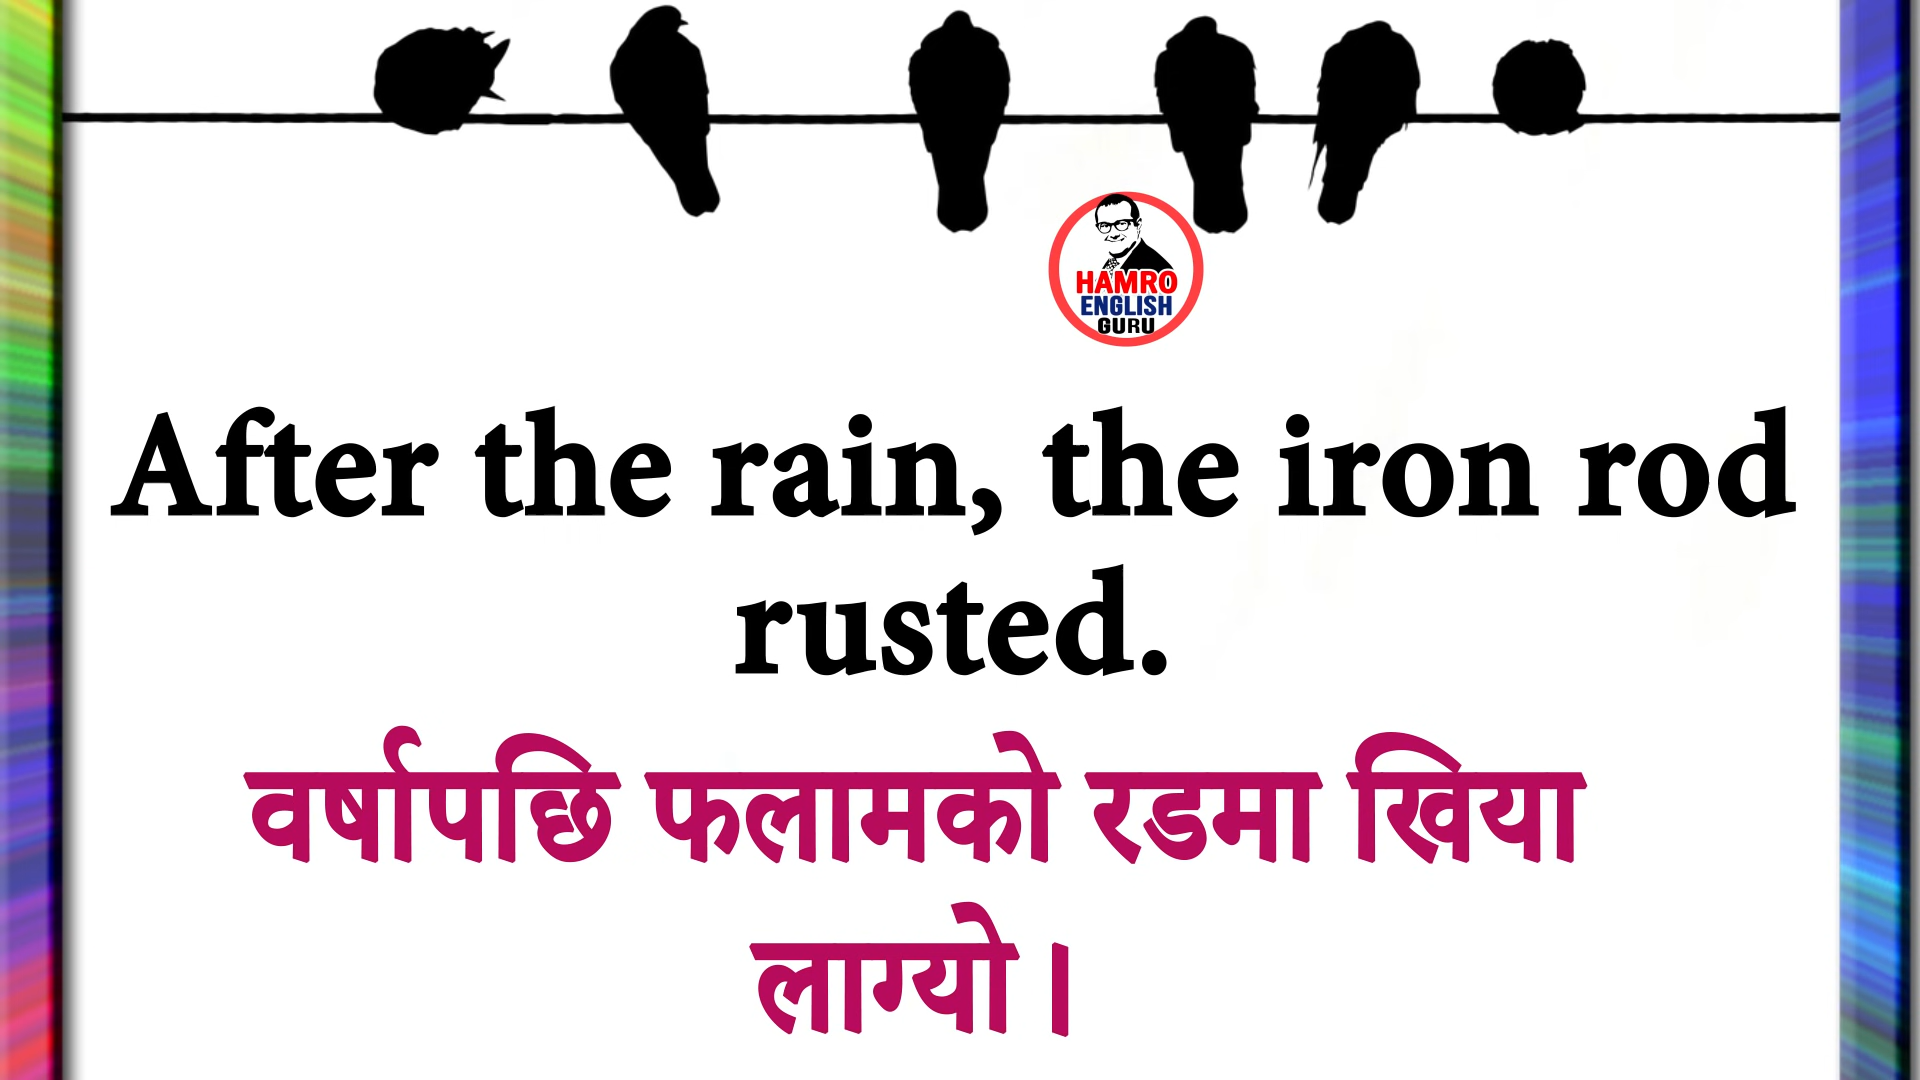 HAMRO
ENGLISH
GURU
After the rain, the iron rod
rusted.
वर्षापछि फलामको रडमा खिया
लाग्यो ।